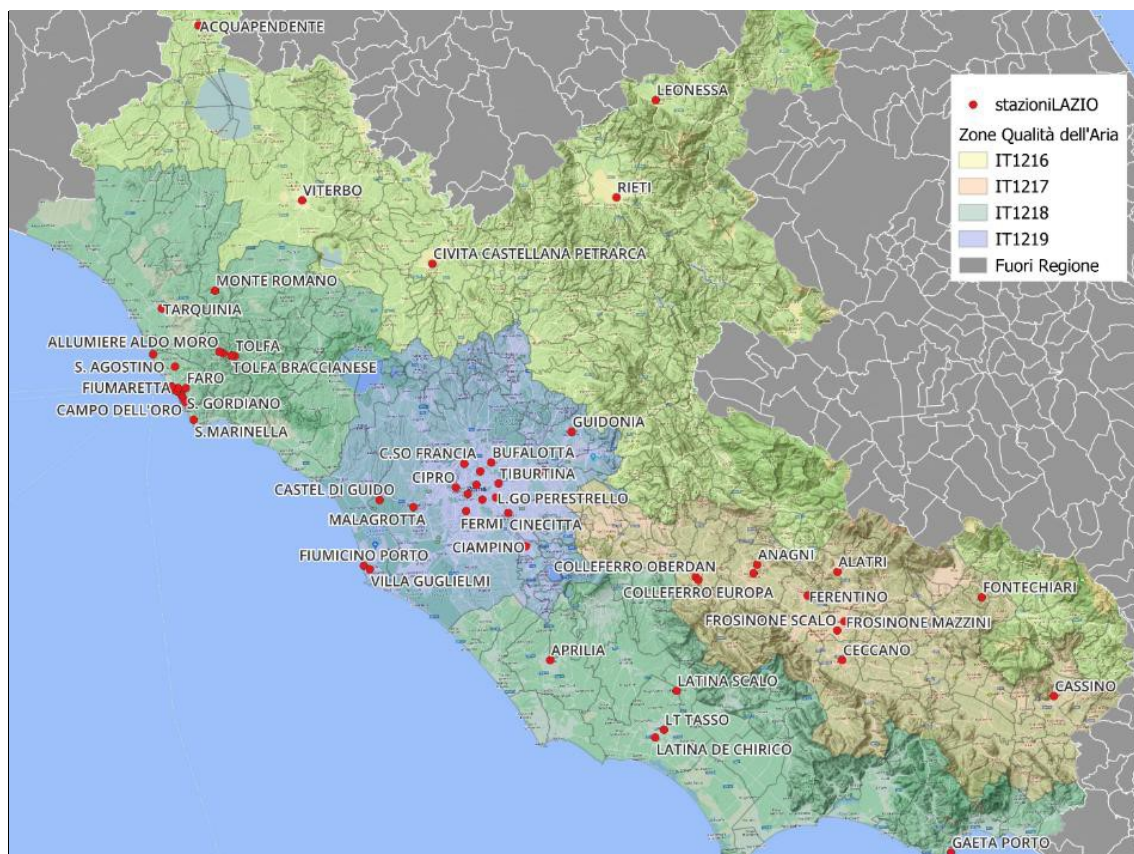 ACQUAPENDENTE
LEONESSA
stazioniLAZIO
Zone Qualità dell'Aria
IT1216
IT1217
IT1218
IT1219
Fuori Regione
VITERBO
RIETI
CIVITA CASTELLANA PETRARCA
MONTE ROMANO
TARQUINIA
ALLUMIERE ALDO MORO
TOLFA
S. AGOSTINO
TOLFA BRACCIANESE
FARO
FIUMARETTA
S. GORDIANO
CAMPO DELL'ORO
S.MARINELLA
GUIDONIA
C.SO FRANCIA
BUFALOTTA
CIPRO
TIBURTINA
CASTEL DI GUIDO
L.GO PERESTRELLO
MALAGROTTA
FERMI
CINECITTA
CIAMPINO
FIUMICINO PORTO
VILLA GUGLIELMI
COLLEFERRO OBERDAN
ANAGNI
ALATRI
COLLEFERRO EUROPA
FERENTINO
FONTECHIARI
FROSINONE SCALO
FROSINONE MAZZINI
APRILIA
CECCANO
LATINA SCALO
CASSINO
LT TASSO
LATINA DE CHIRICO
GAETA PORTO